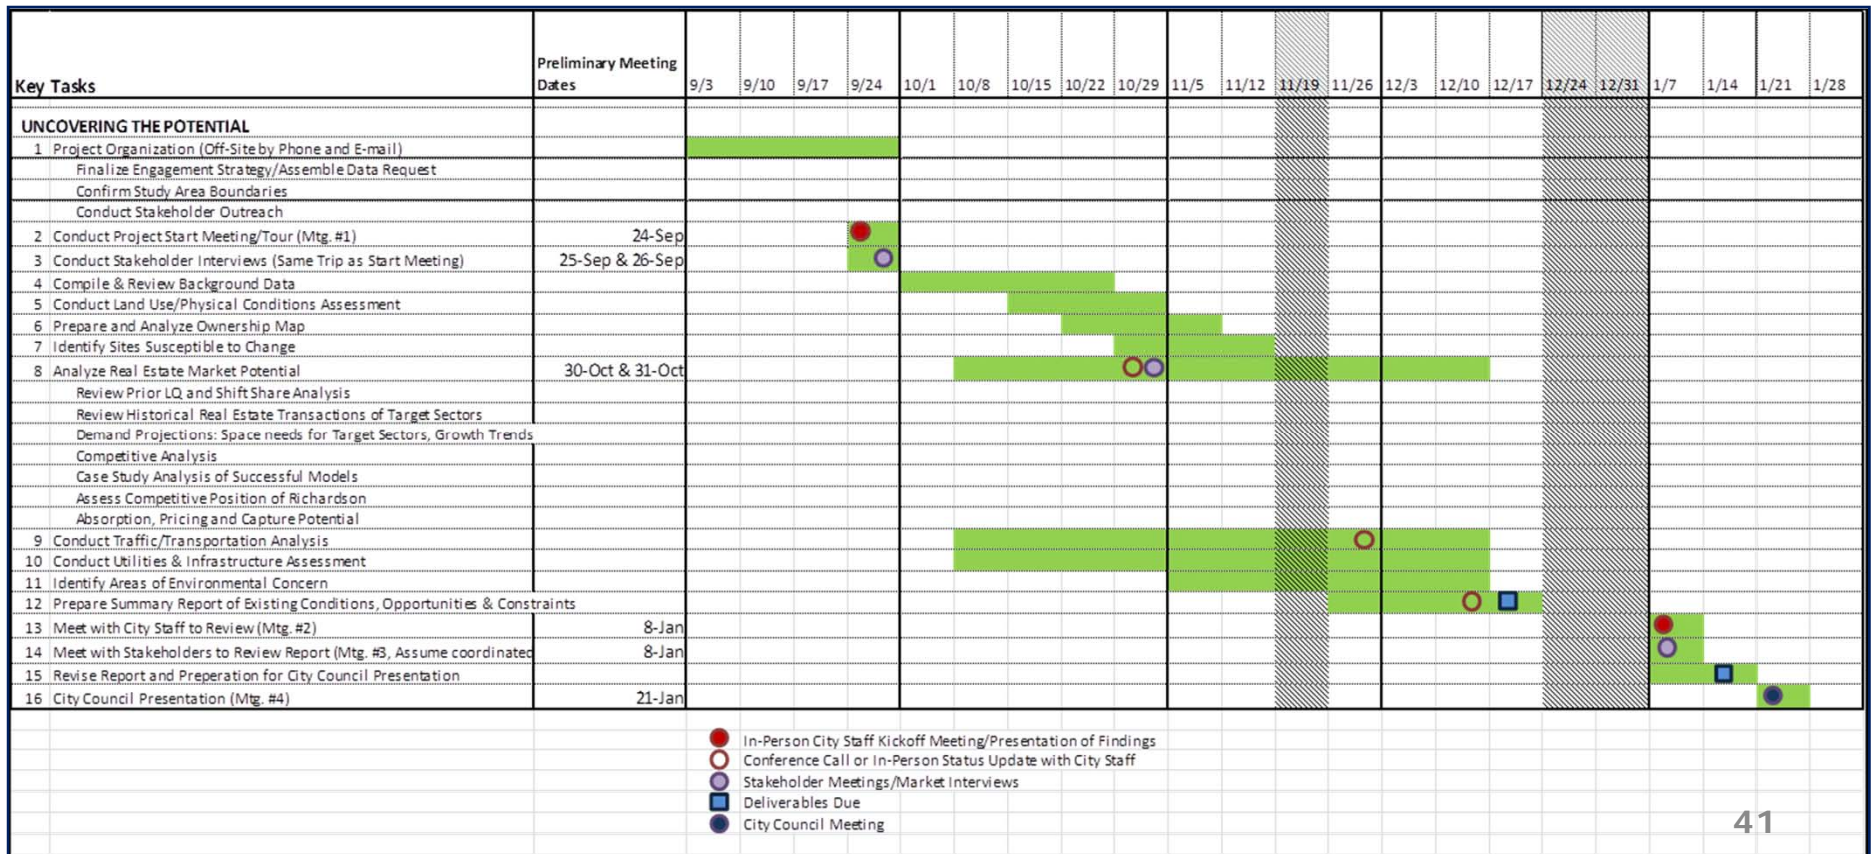 Key Tasks Preliminary Meeting Dates 9/3 9/10 9/17 9/24 10/1 10/8 10/15 10/22 10/29 11/5 11/12 11/19 11/26 12/3 12/10 12/17 12/24 12/31 1/7 1/14 1/21 1/28
UNCOVERING THE POTENTIAL
1 Project Organization (Off-Site by Phone and E-mail)
Finalize Engagement Strategy/Assemble Data Request
Confirm Study Area Boundaries
Conduct Stakeholder Outreach
2 Conduct Project Start Meeting/Tour (Mtg. #1) 24-Sep
3 Conduct Stakeholder Interviews (Same Trip as Start Meeting) 25-Sep & 26-Sep
4 Compile & Review Background Data
5 Conduct Land Use/Physical Conditions Assessment
6 Prepare and Analyze Ownership Map
7 Identify Sites Susceptible to Change
8 Analyze Real Estate Market Potential 30-Oct & 31-Oct
Review Prior LQ and Shift Share Analysis
Review Historical Real Estate Transactions of Target Sectors
Demand Projections: Space needs for Target Sectors, Growth Trends
Competitive Analysis
Case Study Analysis of Successful Models
Assess Competitive Position of Richardson
Absorption, Pricing and Capture Potential
9 Conduct Traffic/Transportation Analysis
10 Conduct Utilities & Infrastructure Assessment
11 Identify Areas of Environmental Concern
12 Prepare Summary Report of Existing Conditions, Opportunities & Constraints
13 Meet with City Staff to Review (Mtg. #2) 8-Jan
14 Meet with Stakeholders to Review Report (Mtg. #3, Assume coordinated 8-Jan
15 Revise Report and Preperation for City Council Presentation
16 City Council Presentation (Mtg. #4) 21-Jan
In-Person City Staff Kickoff Meeting/Presentation of Findings
Conference Call or In-Person Status Update with City Staff
Stakeholder Meetings/Market Interviews
Deliverables Due
City Council Meeting
41